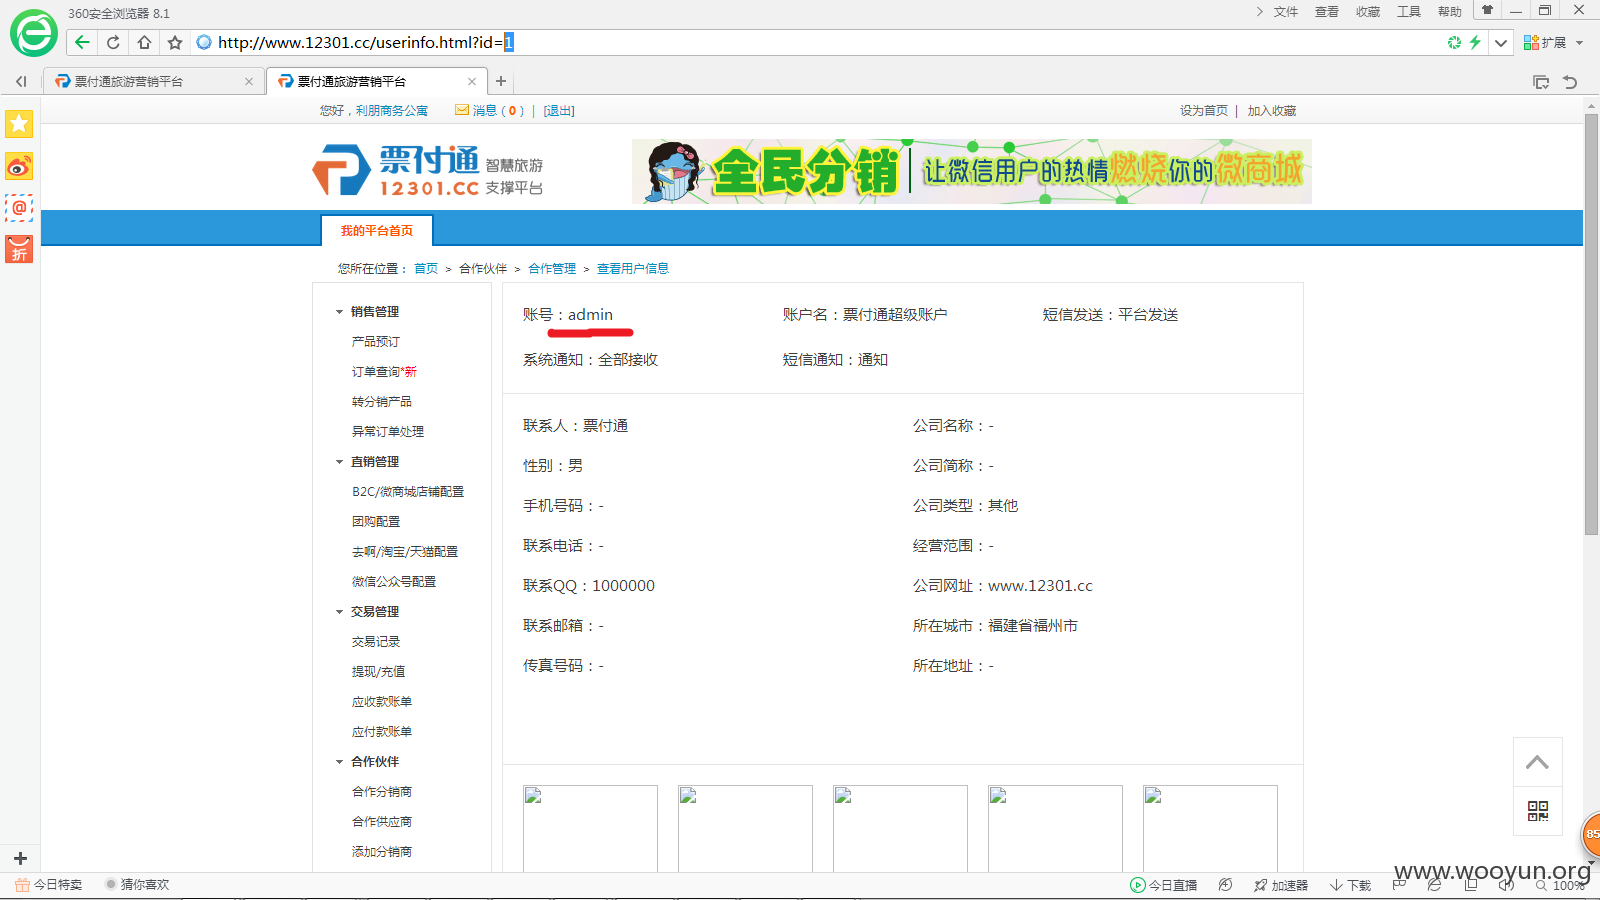 360安全浏览器 8.1
文件 查看 收藏 工具 帮助
http://www.12301.cc/userinfo.html?id=1
扩展
票付通旅游营销平台
票付通旅游营销平台
您好，利朋商务公寓 消息 ( 0 ) | [退出]
设为首页 | 加入收藏
票付通 12301.CC 智慧旅游 支撑平台
全民分销 让微信用户的热情燃烧你的微商城
我的平台首页
您所在位置： 首页 > 合作伙伴 > 合作管理 > 查看用户信息
销售管理
产品预订
订单查询*新
转分销产品
异常订单处理
直销管理
B2C/微商城店铺配置
团购配置
去啊/淘宝/天猫配置
微信公众号配置
交易管理
交易记录
提现/充值
应收款账单
应付款账单
合作伙伴
合作分销商
合作供应商
添加分销商
账号：admin
账户名：票付通超级账户
短信发送：平台发送
系统通知：全部接收
短信通知：通知
联系人：票付通
公司名称：-
性别：男
公司简称：-
手机号码：-
公司类型：其他
联系电话：-
经营范围：-
联系QQ：1000000
公司网址：www.12301.cc
联系邮箱：-
所在城市：福建省福州市
传真号码：-
所在地址：-
@
折
85
www.wooyun.org
今日特卖 猜你喜欢
今日直播 加速器 下载 100%